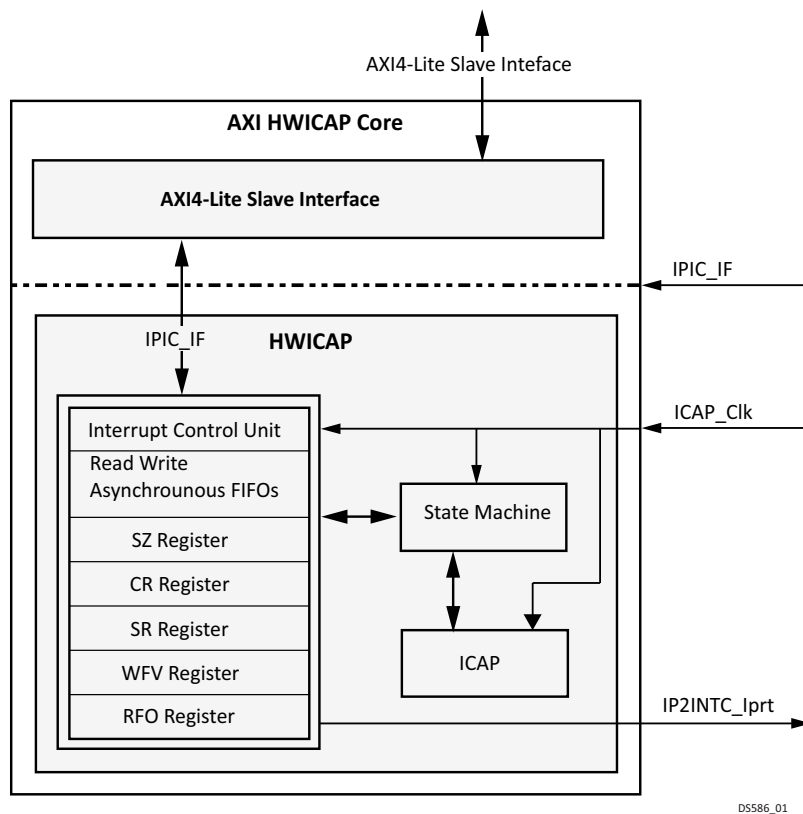 AXI4-Lite Slave Inteface
AXI HWICAP Core
AXI4-Lite Slave Interface
IPIC_IF
IPIC_IF
HWICAP
ICAP_Clk
Interrupt Control Unit
Read Write
Asynchrounous FIFOs
State Machine
SZ Register
CR Register
SR Register
ICAP
WFV Register
RFO Register
IP2INTC_Iprt
DS586_01